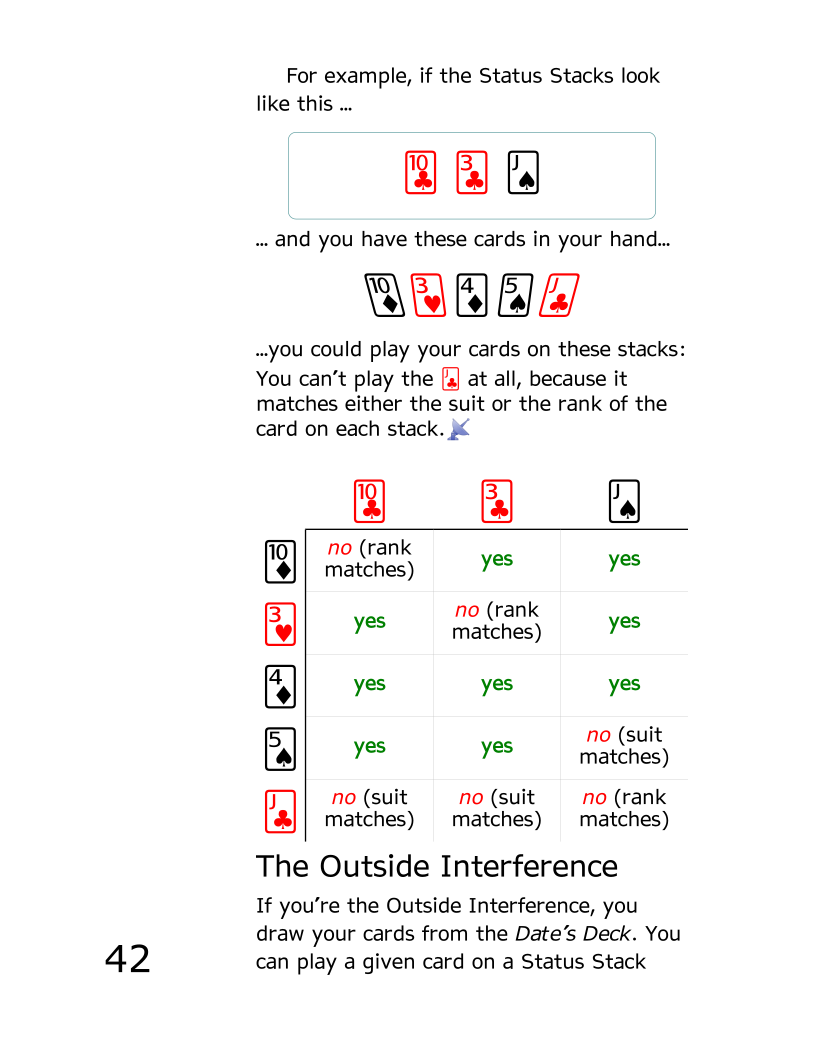 For example, if the Status Stacks look
like this …
10♣ 3♣ J♠
… and you have these cards in your hand…
10♦ 3♥ 4♦ 5♠ J♣
…you could play your cards on these stacks:
You can’t play the J♣ at all, because it
matches either the suit or the rank of the
card on each stack.
10♣ 3♣ J♠
10♦ no (rank matches) yes yes
3♥ yes no (rank matches) yes
4♦ yes yes yes
5♠ yes yes no (suit matches)
J♣ no (suit matches) no (suit matches) no (rank matches)
The Outside Interference
If you’re the Outside Interference, you
draw your cards from the Date’s Deck. You
can play a given card on a Status Stack
42